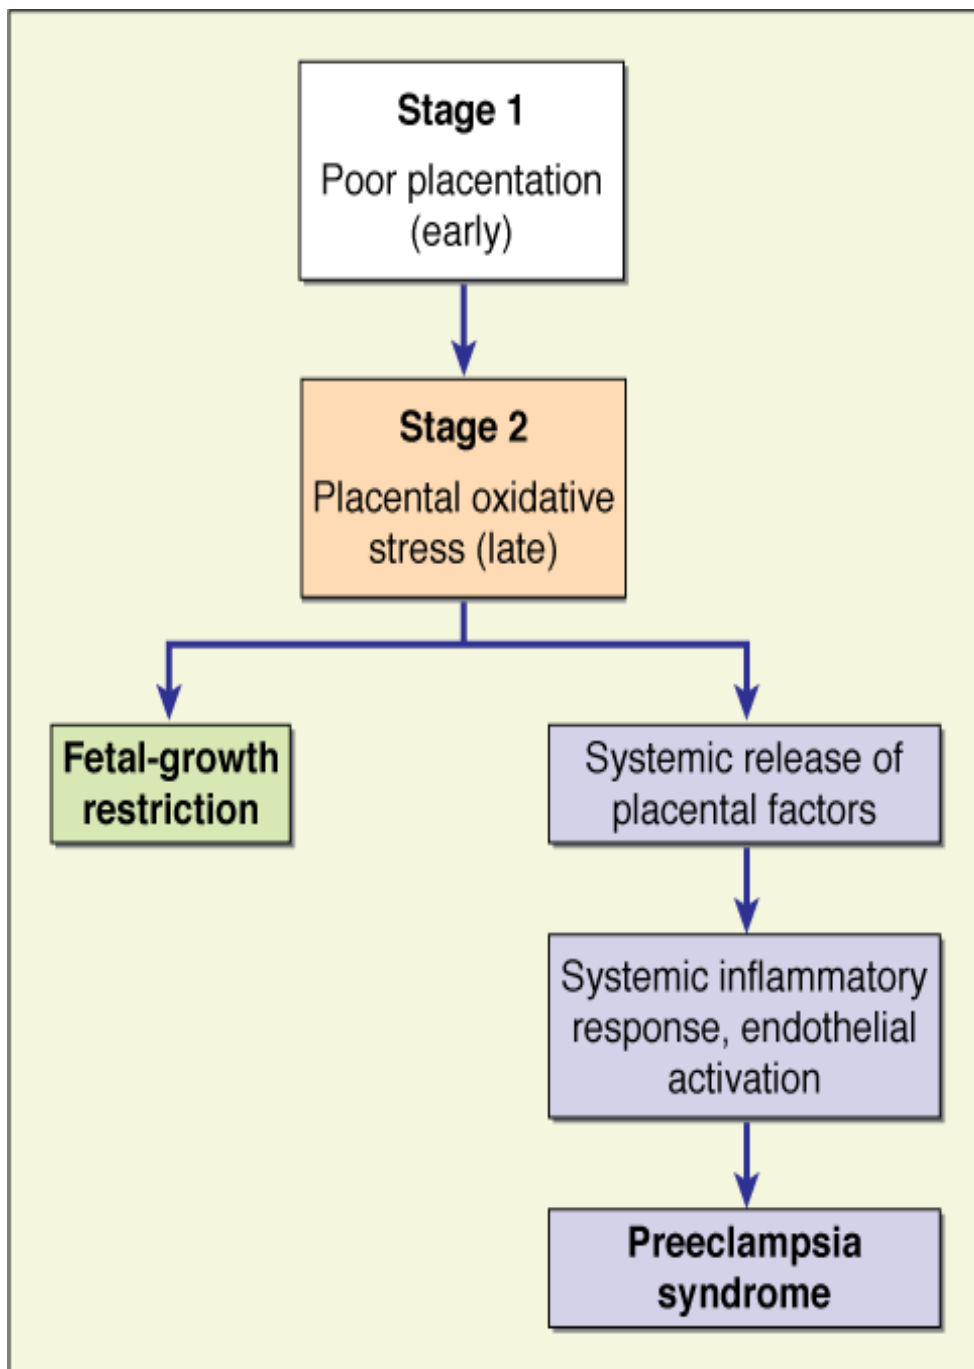 Stage 1
Poor placentation
(early)
Stage 2
Placental oxidative
stress (late)
Fetal-growth
restriction
Systemic release of
placental factors
Systemic inflammatory
response, endothelial
activation
Preeclampsia
syndrome